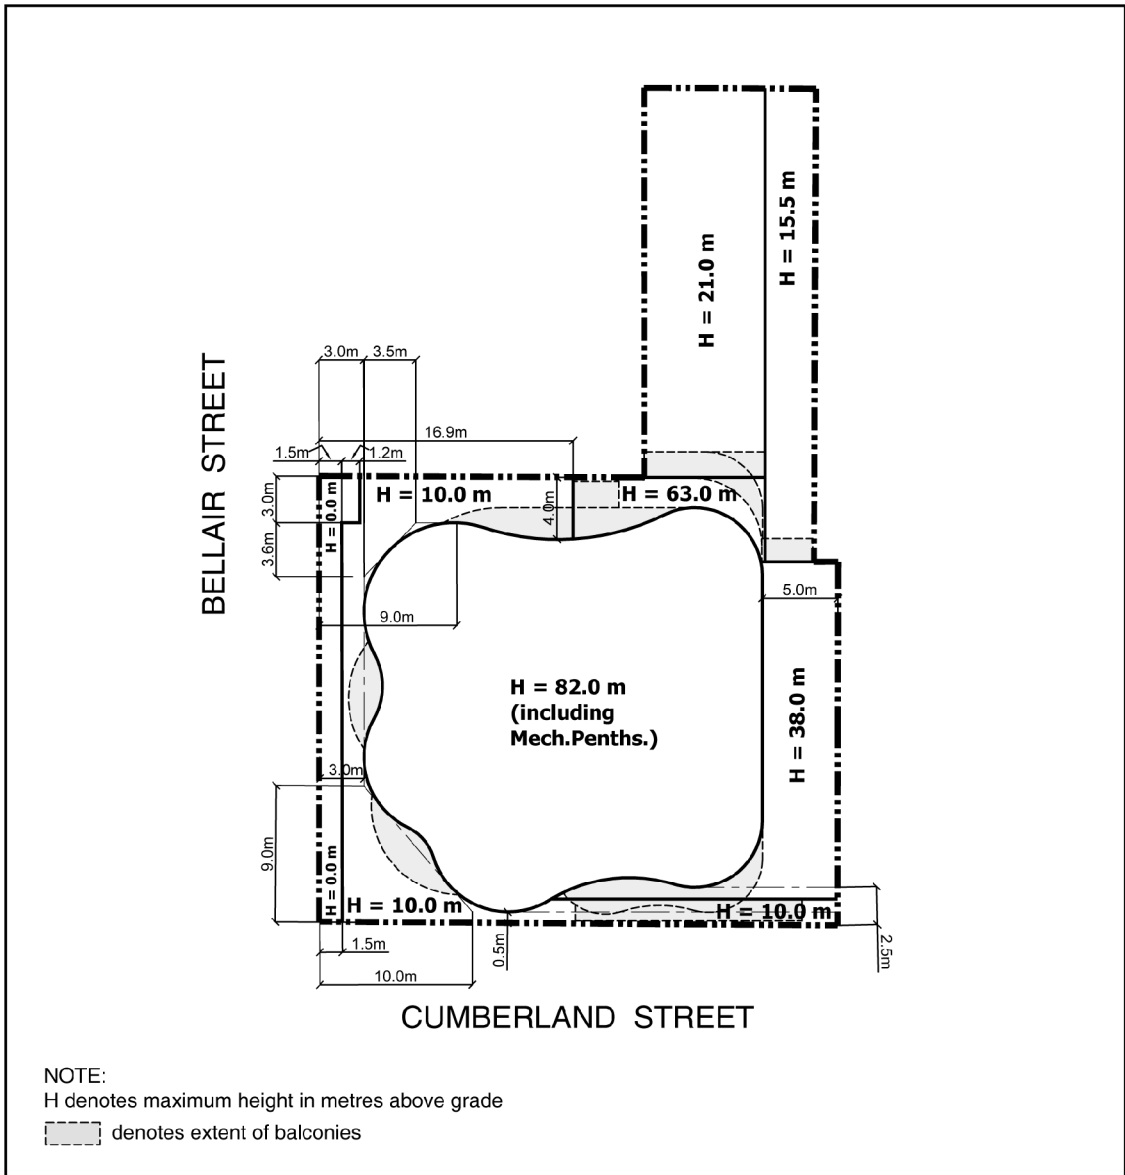 H = 15.5 m
H = 21.0 m
BELLAIR STREET
3.0m
3.5m
16.9m
1.5m
1.2m
3.0m
H = 0.0 m
H = 10.0 m
4.0m
H = 63.0 m
3.6m
9.0m
5.0m
H = 82.0 m
(including
Mech.Penths.)
H = 38.0 m
3.0m
9.0m
H = 0.0 m
H = 10.0 m
H = 10.0 m
1.5m
0.5m
2.5m
10.0m
CUMBERLAND STREET
NOTE:
H denotes maximum height in metres above grade
denotes extent of balconies